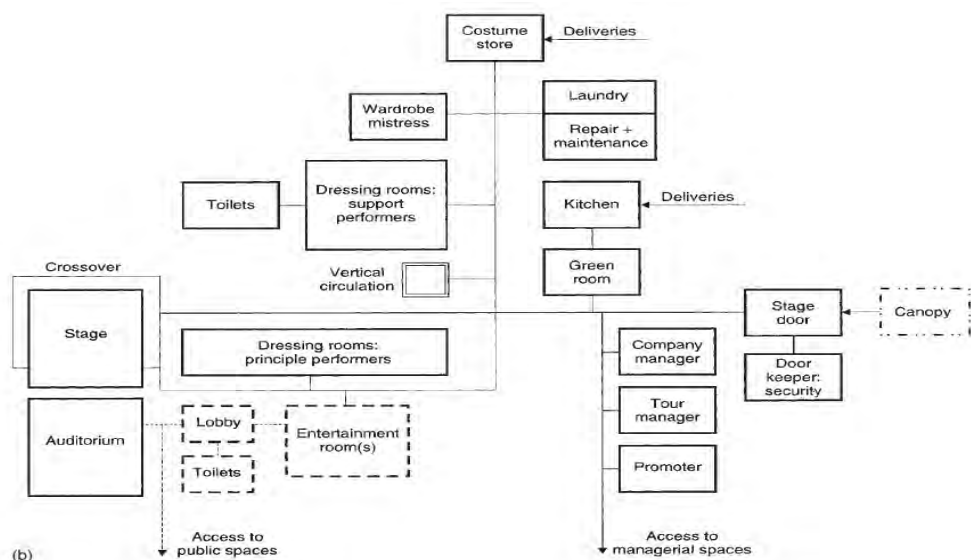 Costume
store
Deliveries
Wardrobe
mistress
Laundry
Repair +
maintenance
Toilets
Dressing rooms:
support
performers
Kitchen
Deliveries
Crossover
Vertical
circulation
Green
room
Stage
Stage
door
Canopy
Dressing rooms:
principle performers
Company
manager
Door
keeper:
security
Auditorium
Lobby
Entertainment
room(s)
Tour
manager
Toilets
Promoter
(b)
Access to
public spaces
Access to
managerial spaces